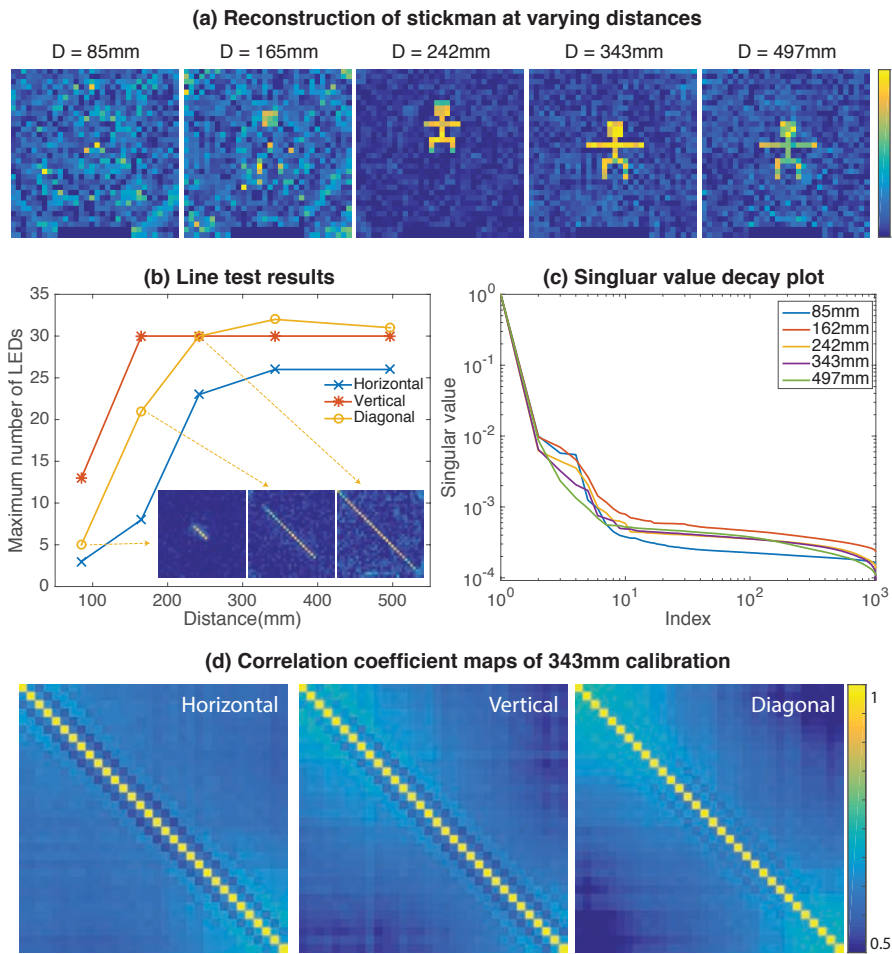 (a) Reconstruction of stickman at varying distances
D = 85mm D = 165mm D = 242mm D = 343mm D = 497mm
(b) Line test results
35
30
25
20
15
10
5
0
100 200 300 400 500
Distance(mm)
Maximum number of LEDs
Horizontal
Vertical
Diagonal
(c) Singluar value decay plot
10^0
10^-1
10^-2
10^-3
10^-4
10^0 10^1 10^2 10^3
Index
Singular value
85mm
162mm
242mm
343mm
497mm
(d) Correlation coefficient maps of 343mm calibration
Horizontal Vertical Diagonal
1
0.5